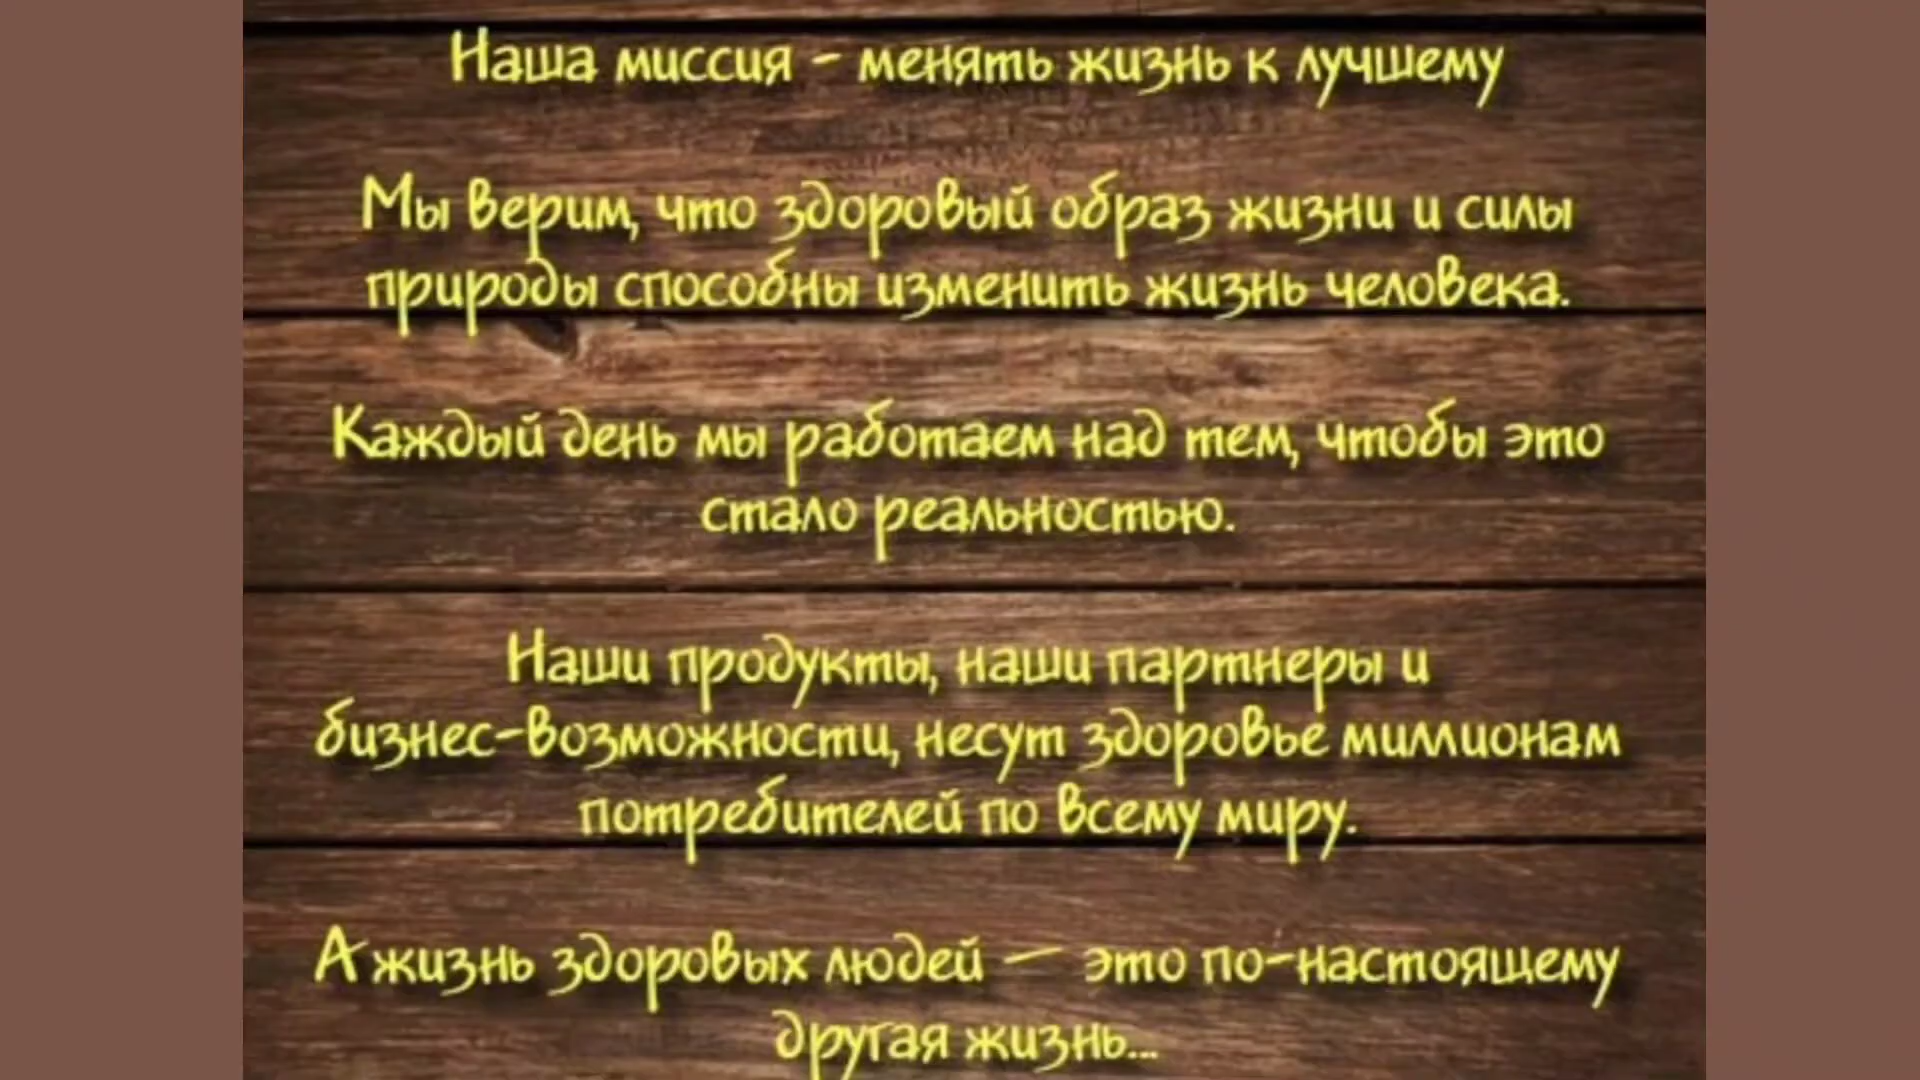 Наша миссия - менять жизнь к лучшему
Мы верим, что здоровый образ жизни и силы
природы способны изменить жизнь человека.
Каждый день мы работаем над тем, чтобы это
стало реальностью.
Наши продукты, наши партнеры и
бизнес-возможности, несут здоровье миллионам
потребителей по всему миру.
А жизнь здоровых людей — это по-настоящему
другая жизнь...